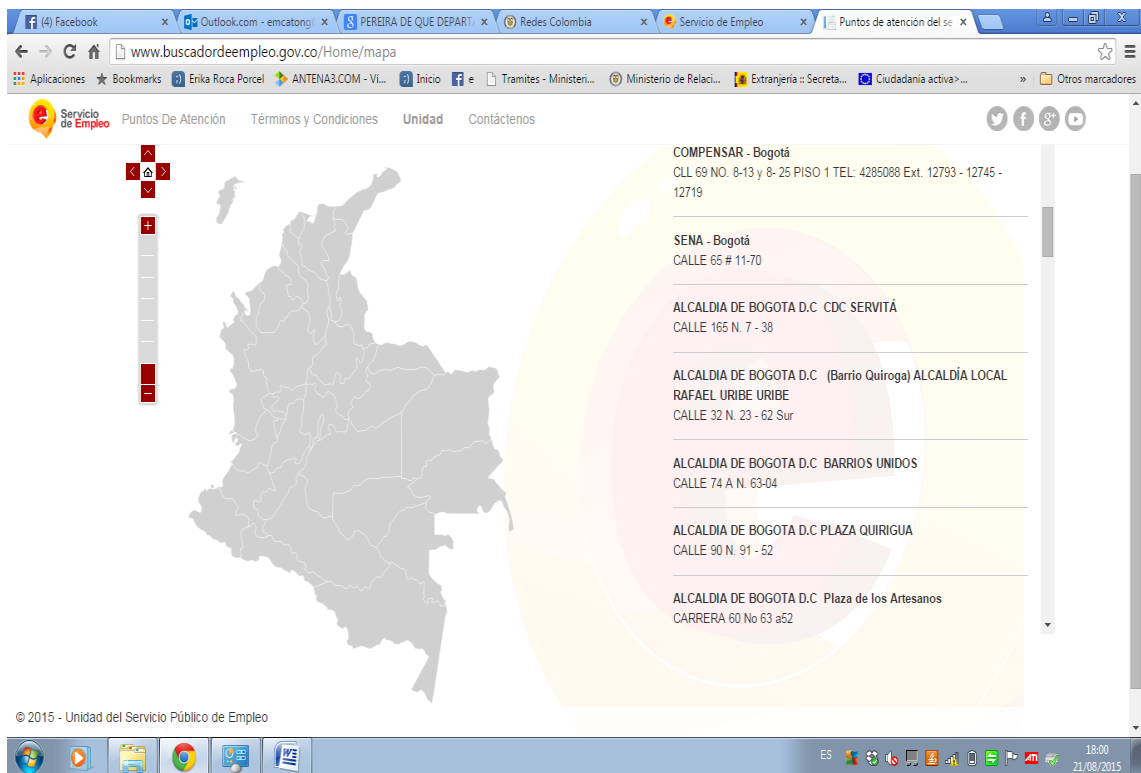 (4) Facebook
Outlook.com - emcatong
PEREIRA DE QUE DEPART
Redes Colombia
Servicio de Empleo
Puntos de atención del se
www.buscadordeempleo.gov.co/Home/mapa
Aplicaciones
Bookmarks
Erika Roca Porcel
ANTENA3.COM - Vi...
Inicio
e
Tramites - Ministeri...
Ministerio de Relaci...
Extranjería :: Secreta...
Ciudadanía activa>...
»
Otros marcadores
e
Servicio
de Empleo
Puntos De Atención
Términos y Condiciones
Unidad
Contáctenos
COMPENSAR - Bogotá
CLL 69 NO. 8-13 y 8- 25 PISO 1 TEL: 4285088 Ext. 12793 - 12745 -
12719
SENA - Bogotá
CALLE 65 # 11-70
ALCALDIA DE BOGOTA D.C CDC SERVITÁ
CALLE 165 N. 7 - 38
ALCALDIA DE BOGOTA D.C (Barrio Quiroga) ALCALDÍA LOCAL
RAFAEL URIBE URIBE
CALLE 32 N. 23 - 62 Sur
ALCALDIA DE BOGOTA D.C BARRIOS UNIDOS
CALLE 74 A N. 63-04
ALCALDIA DE BOGOTA D.C PLAZA QUIRIGUA
CALLE 90 N. 91 - 52
ALCALDIA DE BOGOTA D.C Plaza de los Artesanos
CARRERA 60 No 63 a52
© 2015 - Unidad del Servicio Público de Empleo
ES
18:00
21/08/2015